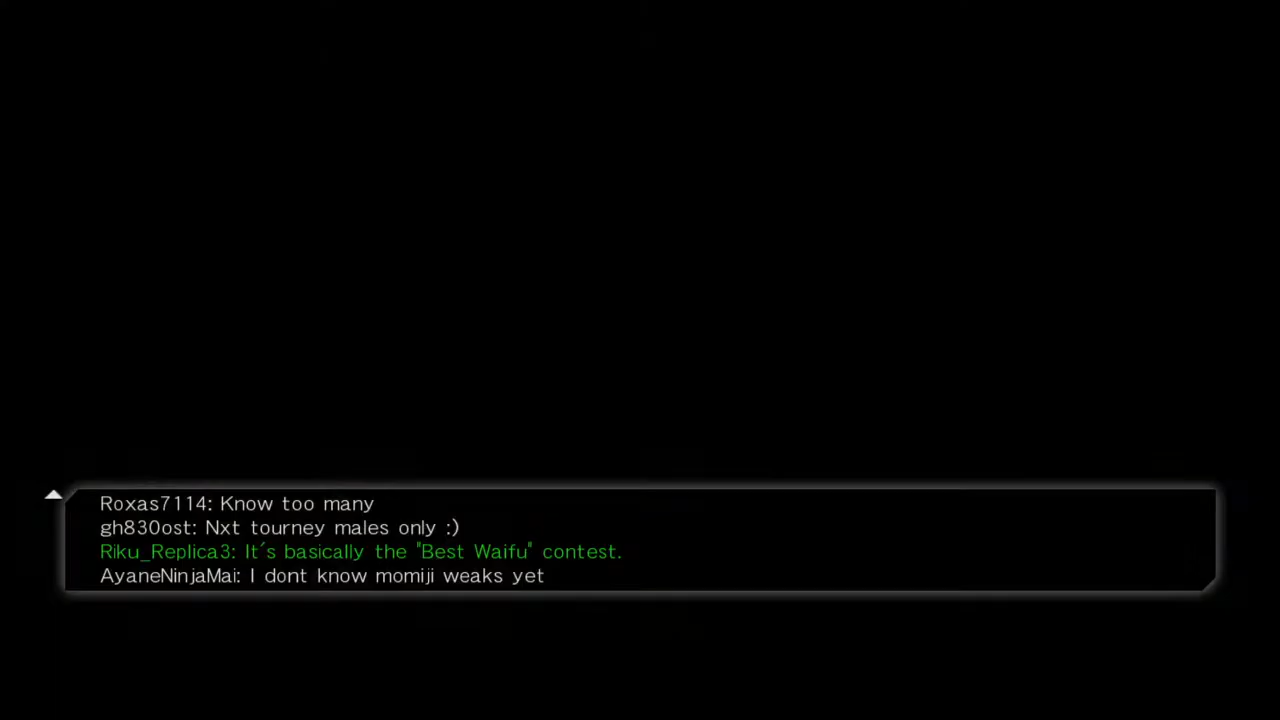 Roxas7114: Know too many
gh830ost: Nxt tourney males only :)
Riku_Replica3: It's basically the "Best Waifu" contest.
AyaneNinjaMai: I dont know momiji weaks yet